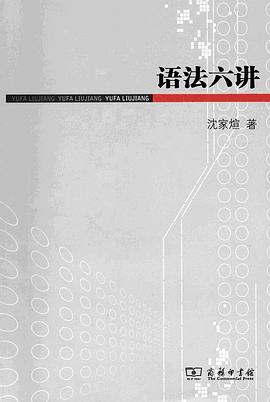 语法六讲
YUFA LIUJIANG YUFA LIUJIANG YUFA LIUJIANG
沈家煊 著
商务印书馆
The Commercial Press